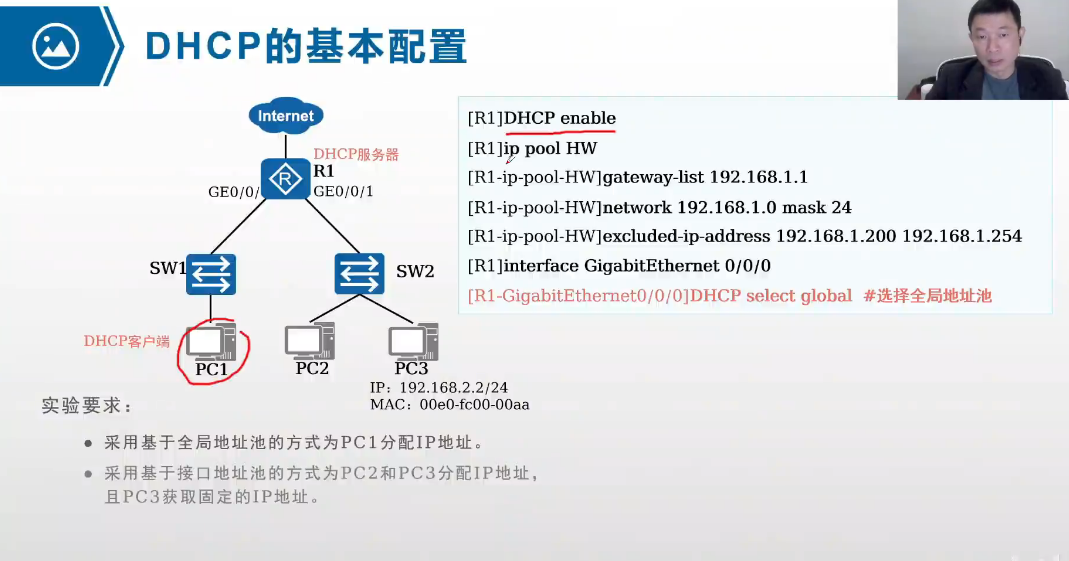 DHCP的基本配置
Internet
DHCP服务器
R
R1
GE0/0/
GE0/0/1
SW1
SW2
DHCP客户端
PC1
PC2
PC3
IP：192.168.2.2/24
MAC：00e0-fc00-00aa
[R1]DHCP enable
[R1]ip pool HW
[R1-ip-pool-HW]gateway-list 192.168.1.1
[R1-ip-pool-HW]network 192.168.1.0 mask 24
[R1-ip-pool-HW]excluded-ip-address 192.168.1.200 192.168.1.254
[R1]interface GigabitEthernet 0/0/0
[R1-GigabitEthernet0/0/0]DHCP select global #选择全局地址池
实验要求：
● 采用基于全局地址池的方式为PC1分配IP地址。
● 采用基于接口地址池的方式为PC2和PC3分配IP地址，
且PC3获取固定的IP地址。